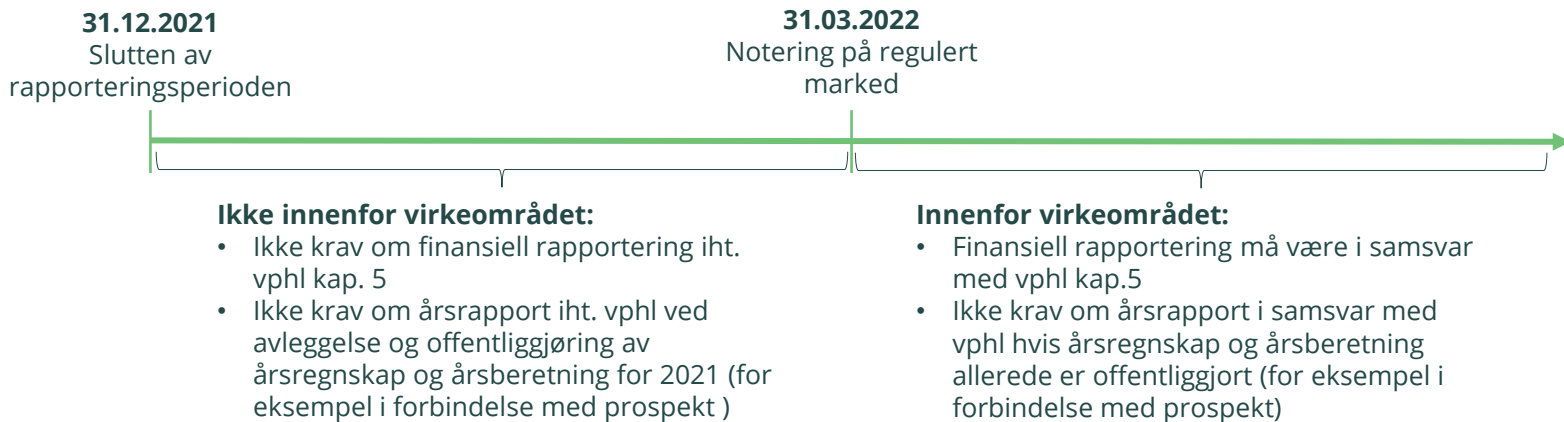 31.12.2021
Slutten av
rapporteringsperioden
31.03.2022
Notering på regulert
marked
Ikke innenfor virkeområdet:
• Ikke krav om finansiell rapportering iht.
vphl kap. 5
• Ikke krav om årsrapport iht. vphl ved
avleggelse og offentliggjøring av
årsregnskap og årsberetning for 2021 (for
eksempel i forbindelse med prospekt )
Innenfor virkeområdet:
• Finansiell rapportering må være i samsvar
med vphl kap.5
• Ikke krav om årsrapport i samsvar med
vphl hvis årsregnskap og årsberetning
allerede er offentliggjort (for eksempel i
forbindelse med prospekt)